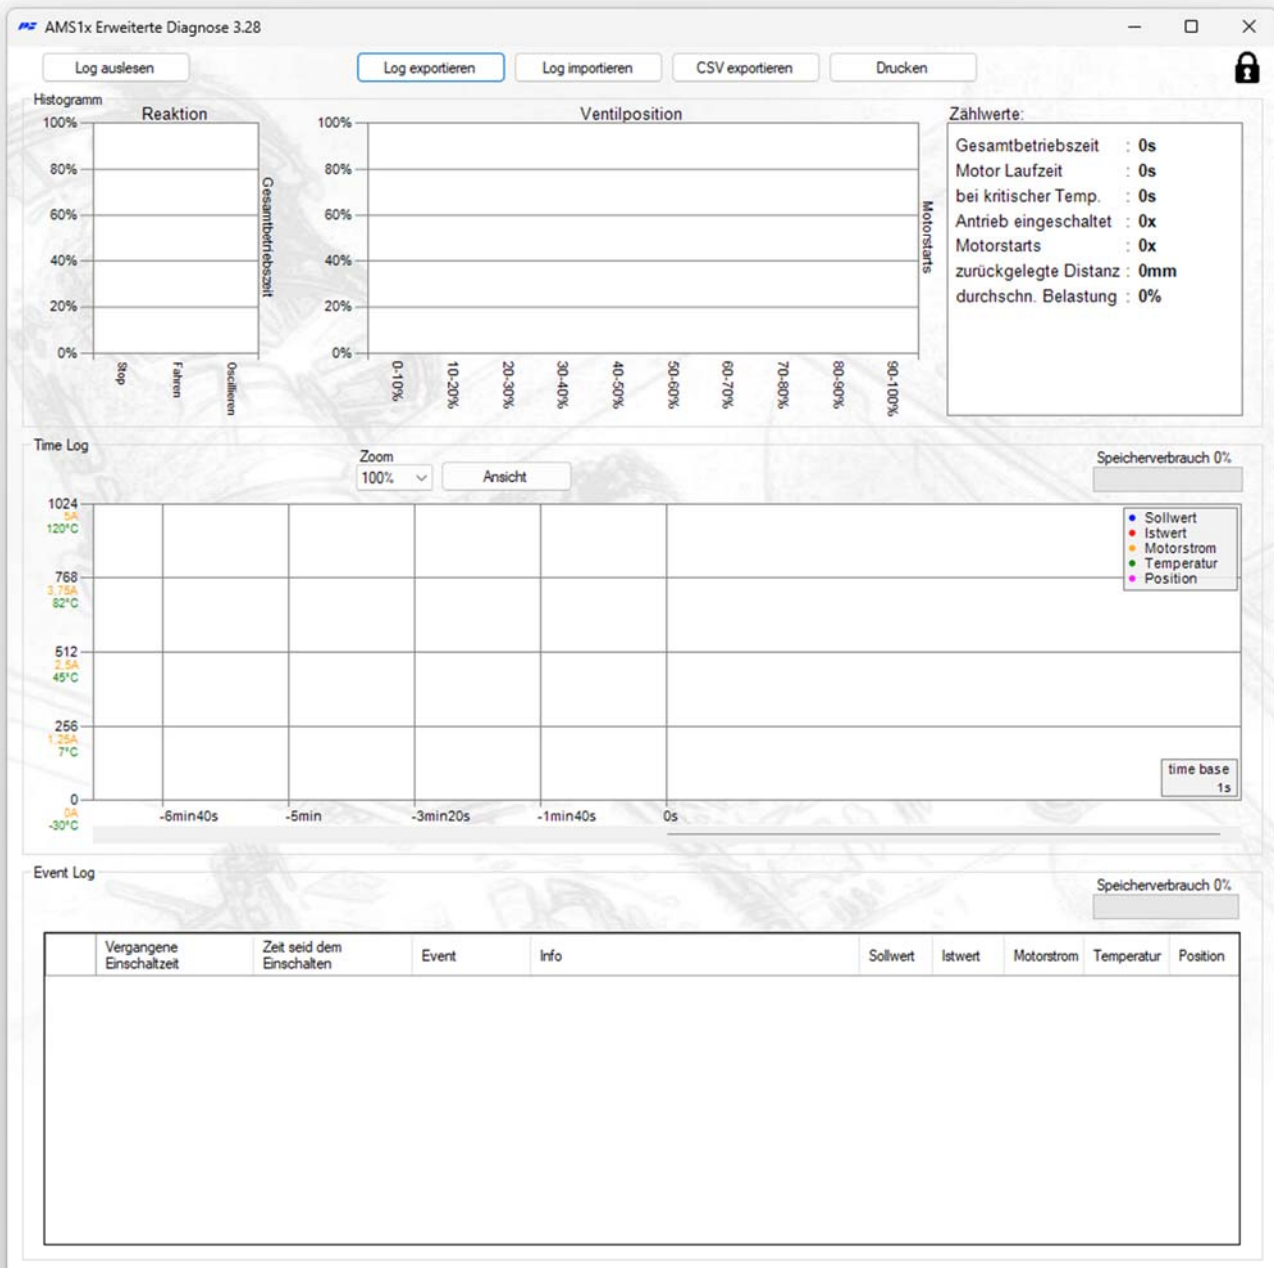 AMS1x Erweiterte Diagnose 3.28
Log auslesen Log exportieren Log importieren CSV exportieren Drucken
Histogramm
Reaktion
100%
80%
60%
40%
20%
0%
Gesamtbetriebszeit
Stop
Fahren
Oscillieren
Ventilposition
100%
80%
60%
40%
20%
0%
Motorstarts
0-10%
10-20%
20-30%
30-40%
40-50%
50-60%
60-70%
70-80%
80-90%
90-100%
Zählwerte:
Gesamtbetriebszeit : 0s
Motor Laufzeit : 0s
bei kritischer Temp. : 0s
Antrieb eingeschaltet : 0x
Motorstarts : 0x
zurückgelegte Distanz : 0mm
durchschn. Belastung : 0%
Time Log
Zoom
100% Ansicht
Speicherverbrauch 0%
1024
5A
120°C
768
3.75A
82°C
512
2.5A
45°C
256
1.25A
7°C
0
0A
-30°C
Sollwert
Istwert
Motorstrom
Temperatur
Position
time base
1s
-6min40s -5min -3min20s -1min40s 0s
Event Log
Speicherverbrauch 0%
Vergangene
Einschaltzeit
Zeit seid dem
Einschalten
Event Info Sollwert Istwert Motorstrom Temperatur Position